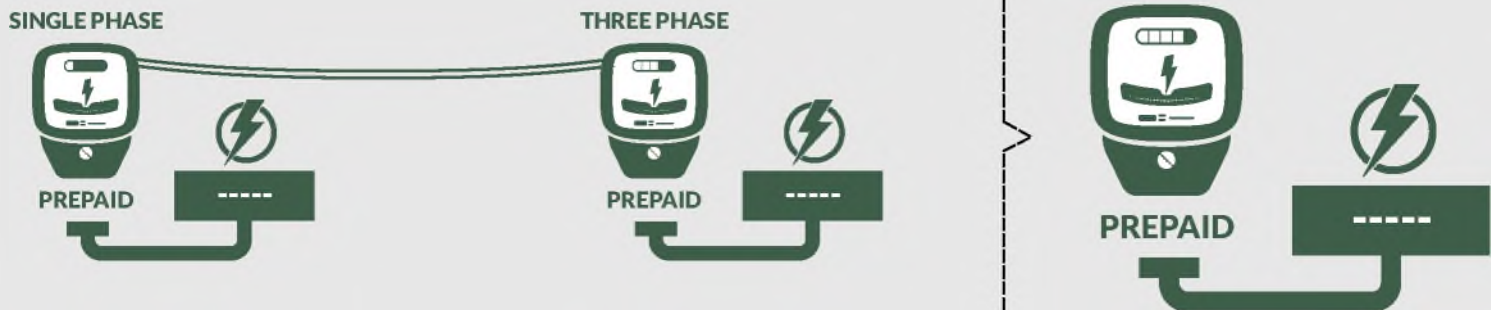 SINGLE PHASE
THREE PHASE
PREPAID
PREPAID
PREPAID